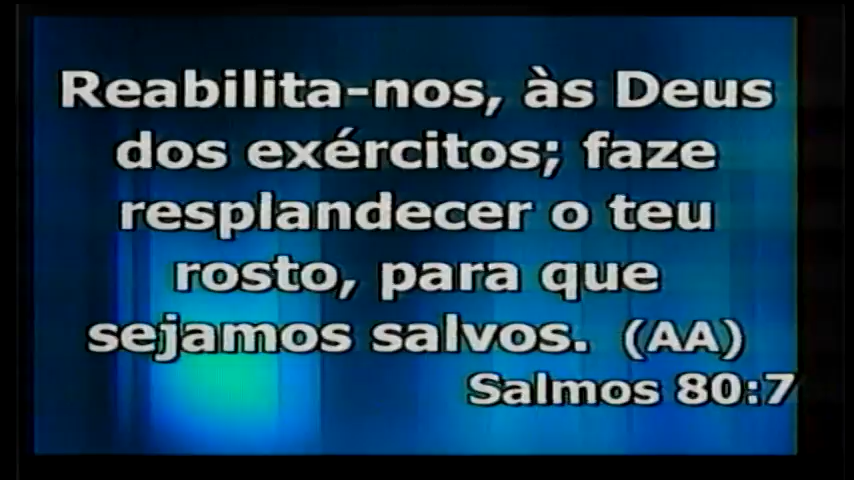 Reabilita-nos, às Deus
dos exércitos; faze
resplandecer o teu
rosto, para que
sejamos salvos. (AA)
Salmos 80:7